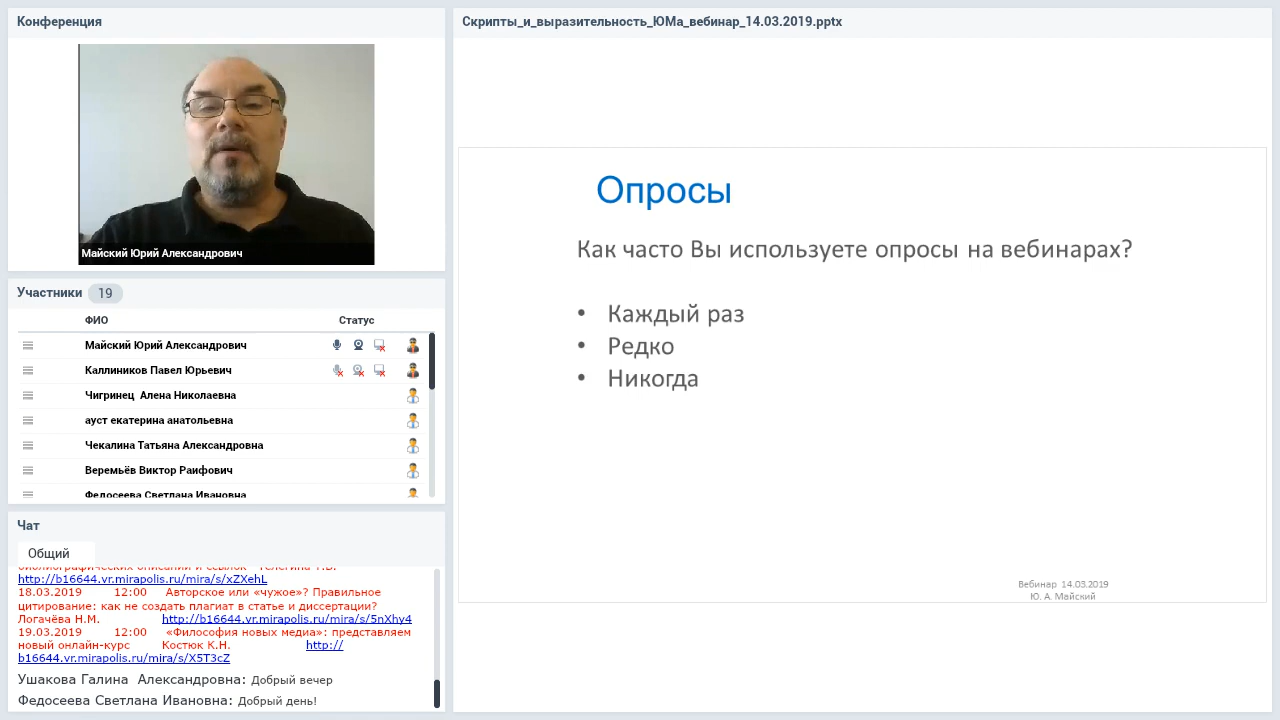 Конференция
Майский Юрий Александрович
Участники 19
ФИО Статус
Майский Юрий Александрович
Каллиников Павел Юрьевич
Чигринец Алена Николаевна
ауст екатерина анатольевна
Чекалина Татьяна Александровна
Веремьёв Виктор Раифович
Федосеева Светлана Ивановна
Чат
Общий
http://b16644.vr.mirapolis.ru/mira/s/xZXehL
18.03.2019 12:00 Авторское или «чужое»? Правильное
цитирование: как не создать плагиат в статье и диссертации?
Логачёва Н.М. http://b16644.vr.mirapolis.ru/mira/s/5nXhy4
19.03.2019 12:00 «Философия новых медиа»: представляем
новый онлайн-курс Костюк К.Н. http://
b16644.vr.mirapolis.ru/mira/s/X5T3cZ
Ушакова Галина Александровна: Добрый вечер
Федосеева Светлана Ивановна: Добрый день!
Скрипты_и_выразительность_ЮМа_вебинар_14.03.2019.pptx
Опросы
Как часто Вы используете опросы на вебинарах?
• Каждый раз
• Редко
• Никогда
Вебинар 14.03.2019
Ю. А. Майский